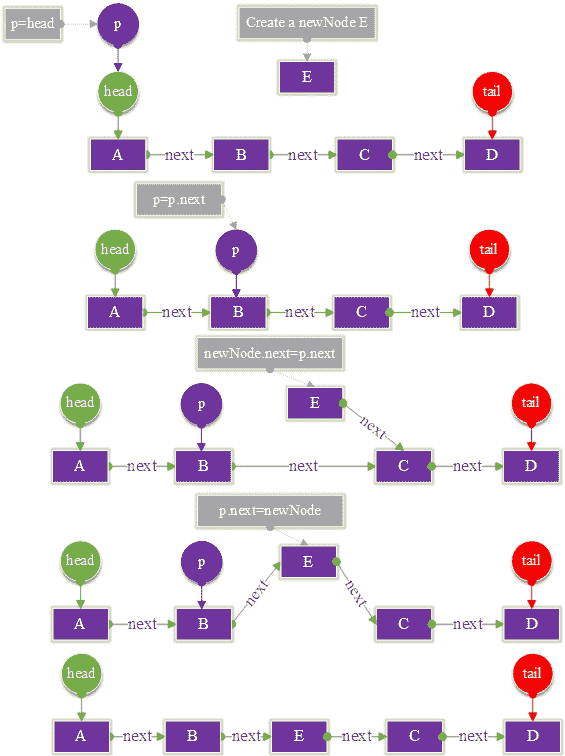 p=head
p
Create a newNode E
E
head
tail
A next B next C next D
p=p.next
head
p
tail
A next B next C next D
newNode.next=p.next
head
p
E
tail
next
A next B next C next D
p.next=newNode
head
p
E
tail
next next
A next B C next D
head
tail
A next B next E next C next D